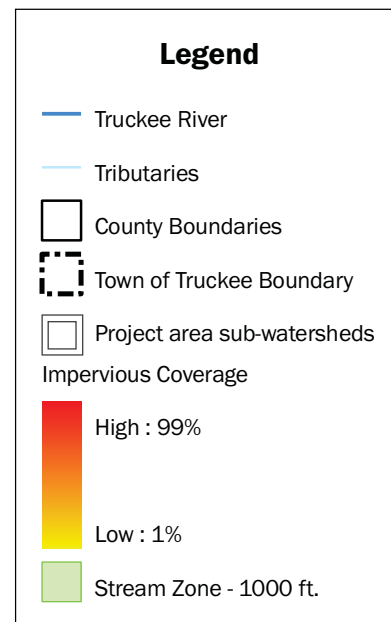 Legend
Truckee River
Tributaries
County Boundaries
Town of Truckee Boundary
Project area sub-watersheds
Impervious Coverage
High : 99%
Low : 1%
Stream Zone - 1000 ft.